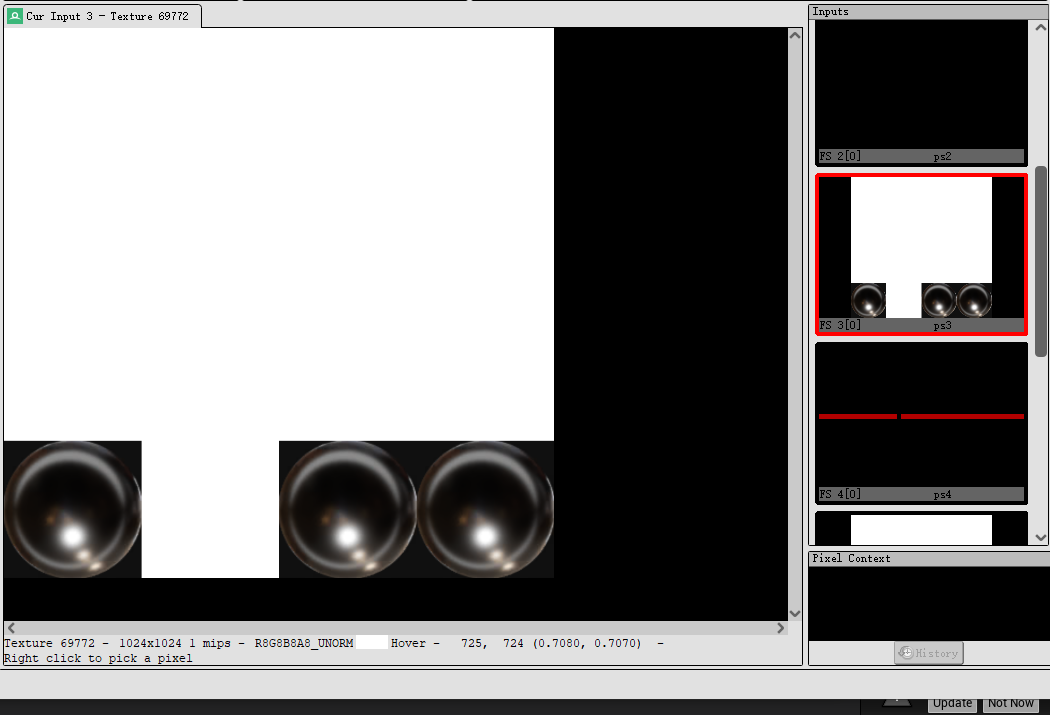 Cur Input 3 - Texture 69772
Inputs
FS 2[0] ps2
FS 3[0] ps3
FS 4[0] ps4
Pixel Context
Texture 69772 - 1024x1024 1 mips - R8G8B8A8_UNORM Hover - 725, 724 (0.7080, 0.7070) -
Right click to pick a pixel
History
Update
Not Now